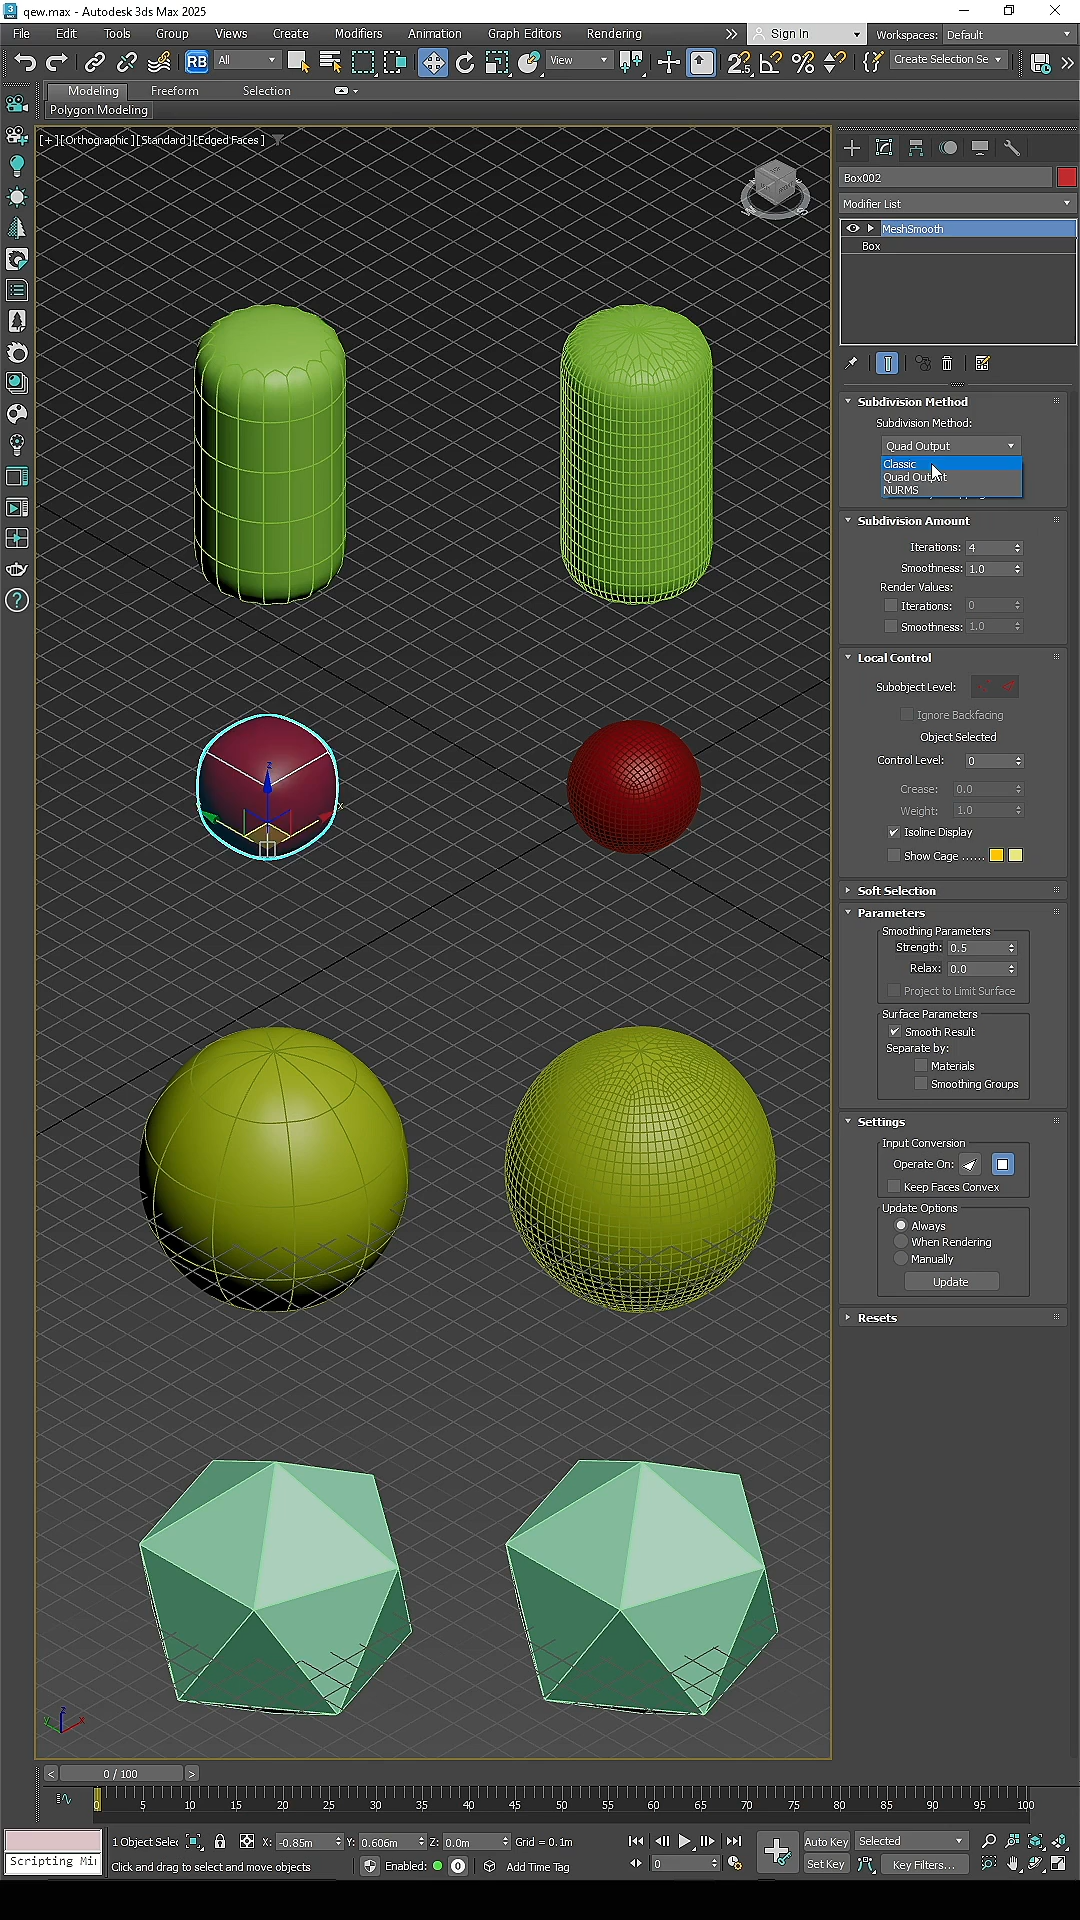 qew.max - Autodesk 3ds Max 2025
File Edit Tools Group Views Create Modifiers Animation Graph Editors Rendering Sign In Workspaces: Default
RB All View Create Selection Se
Modeling Freeform Selection
Polygon Modeling
[+][Orthographic][Standard][Edged Faces]
Box002
Modifier List
MeshSmooth
Box
Subdivision Method
Subdivision Method:
Quad Output
Classic
Quad Output
NURMS
Subdivision Amount
Iterations: 4
Smoothness: 1.0
Render Values:
Iterations: 0
Smoothness: 1.0
Local Control
Subobject Level:
Ignore Backfacing
Object Selected
Control Level: 0
Crease: 0.0
Weight: 1.0
Isoline Display
Show Cage ......
Soft Selection
Parameters
Smoothing Parameters
Strength: 0.5
Relax: 0.0
Project to Limit Surface
Surface Parameters
Smooth Result
Separate by:
Materials
Smoothing Groups
Settings
Input Conversion
Operate On:
Keep Faces Convex
Update Options
Always
When Rendering
Manually
Update
Resets
z
x
z
y x
< 0 / 100 >
0 5 10 15 20 25 30 35 40 45 50 55 60 65 70 75 80 85 90 95 100
1 Object Selec X: -0.85m Y: 0.606m Z: 0.0m Grid = 0.1m Auto Key Selected
Scripting Mi Click and drag to select and move objects Enabled: 0 Add Time Tag 0 Set Key Key Filters...